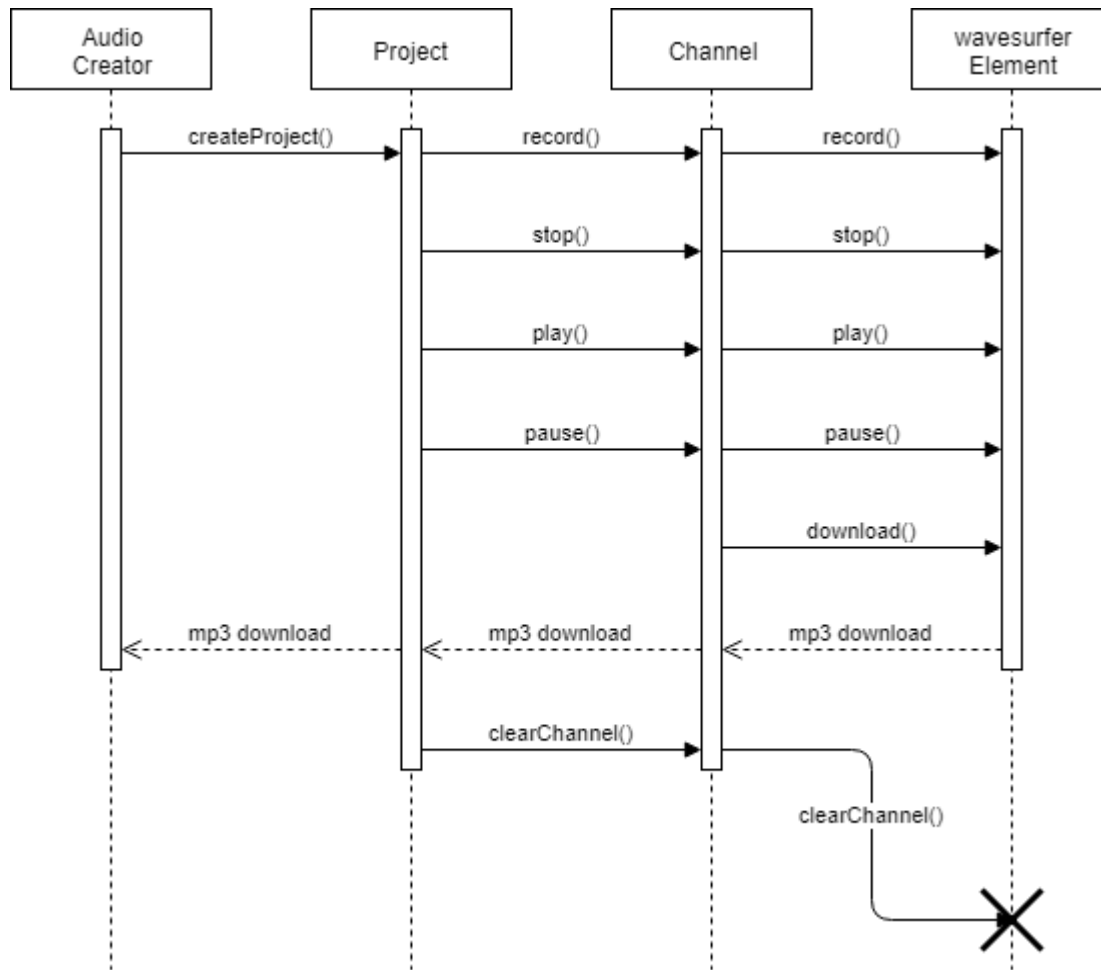 Audio
Creator
Project
Channel
wavesurfer
Element
createProject()
record()
record()
stop()
stop()
play()
play()
pause()
pause()
download()
mp3 download
mp3 download
mp3 download
clearChannel()
clearChannel()